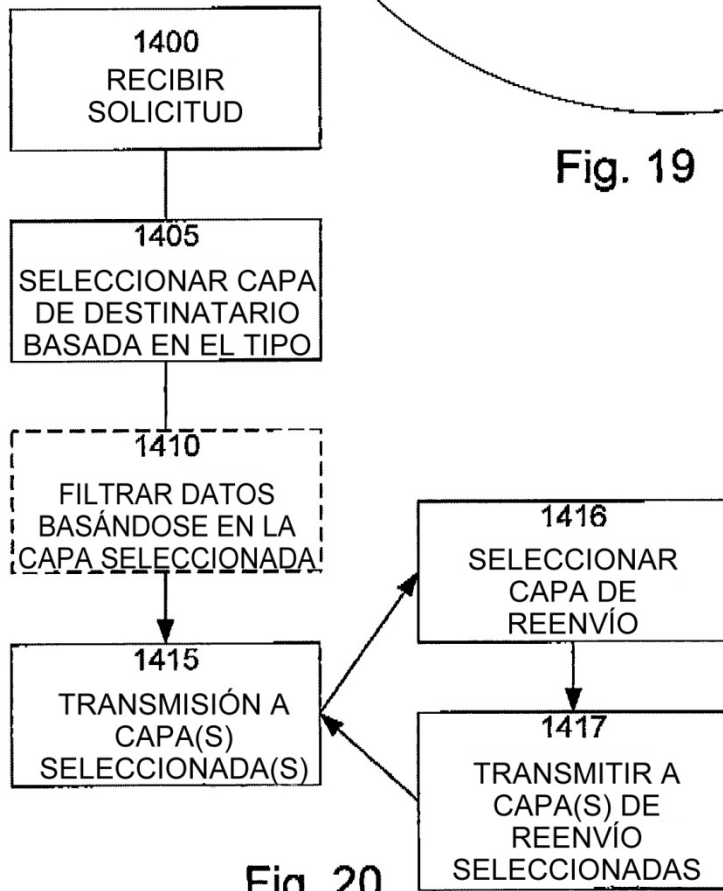 1400
RECIBIR
SOLICITUD
Fig. 19
1405
SELECCIONAR CAPA
DE DESTINATARIO
BASADA EN EL TIPO
1410
FILTRAR DATOS
BASÁNDOSE EN LA
CAPA SELECCIONADA
1415
TRANSMISIÓN A
CAPA(S)
SELECCIONADA(S)
1416
SELECCIONAR
CAPA DE
REENVÍO
1417
TRANSMITIR A
CAPA(S) DE
REENVÍO
SELECCIONADAS
Fig. 20